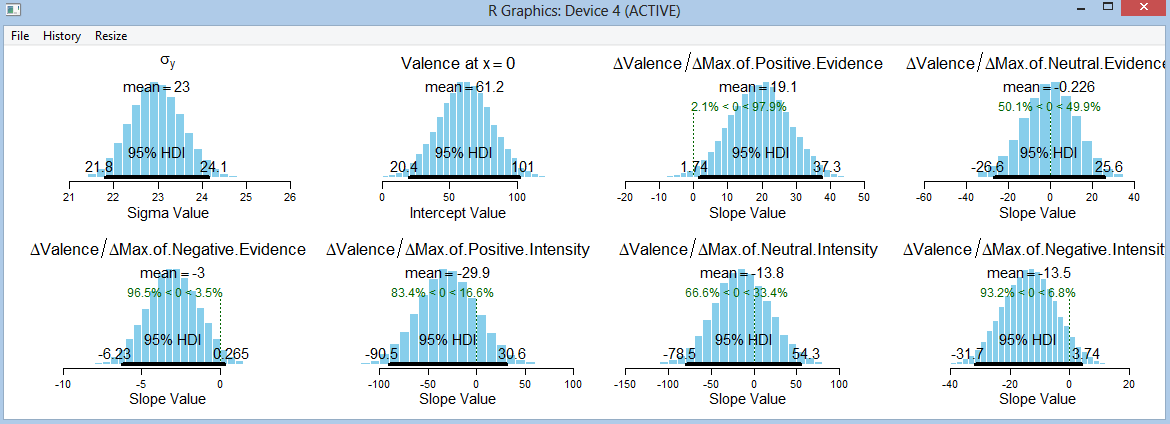 R Graphics: Device 4 (ACTIVE)
File History Resize
σy
mean = 23
95% HDI
21.8 24.1
21 22 23 24 25 26
Sigma Value
Valence at x = 0
mean = 61.2
95% HDI
20.4 101
0 50 100 150
Intercept Value
ΔValence / ΔMax.of.Positive.Evidence
mean = 19.1
2.1% < 0 < 97.9%
95% HDI
1.74 37.3
-20 -10 0 10 20 30 40 50
Slope Value
ΔValence / ΔMax.of.Neutral.Evidence
mean = -0.226
50.1% < 0 < 49.9%
95% HDI
-26.6 25.6
-60 -40 -20 0 20 40
Slope Value
ΔValence / ΔMax.of.Negative.Evidence
mean = -3
96.5% < 0 < 3.5%
95% HDI
-6.23 0.265
-10 -5 0
Slope Value
ΔValence / ΔMax.of.Positive.Intensity
mean = -29.9
83.4% < 0 < 16.6%
95% HDI
-90.5 30.6
-100 -50 0 50 100
Slope Value
ΔValence / ΔMax.of.Neutral.Intensity
mean = -13.8
66.6% < 0 < 33.4%
95% HDI
-78.5 54.3
-150 -100 -50 0 50 100
Slope Value
ΔValence / ΔMax.of.Negative.Intensit
mean = -13.5
93.2% < 0 < 6.8%
95% HDI
-31.7 3.74
-40 -20 0 20
Slope Value